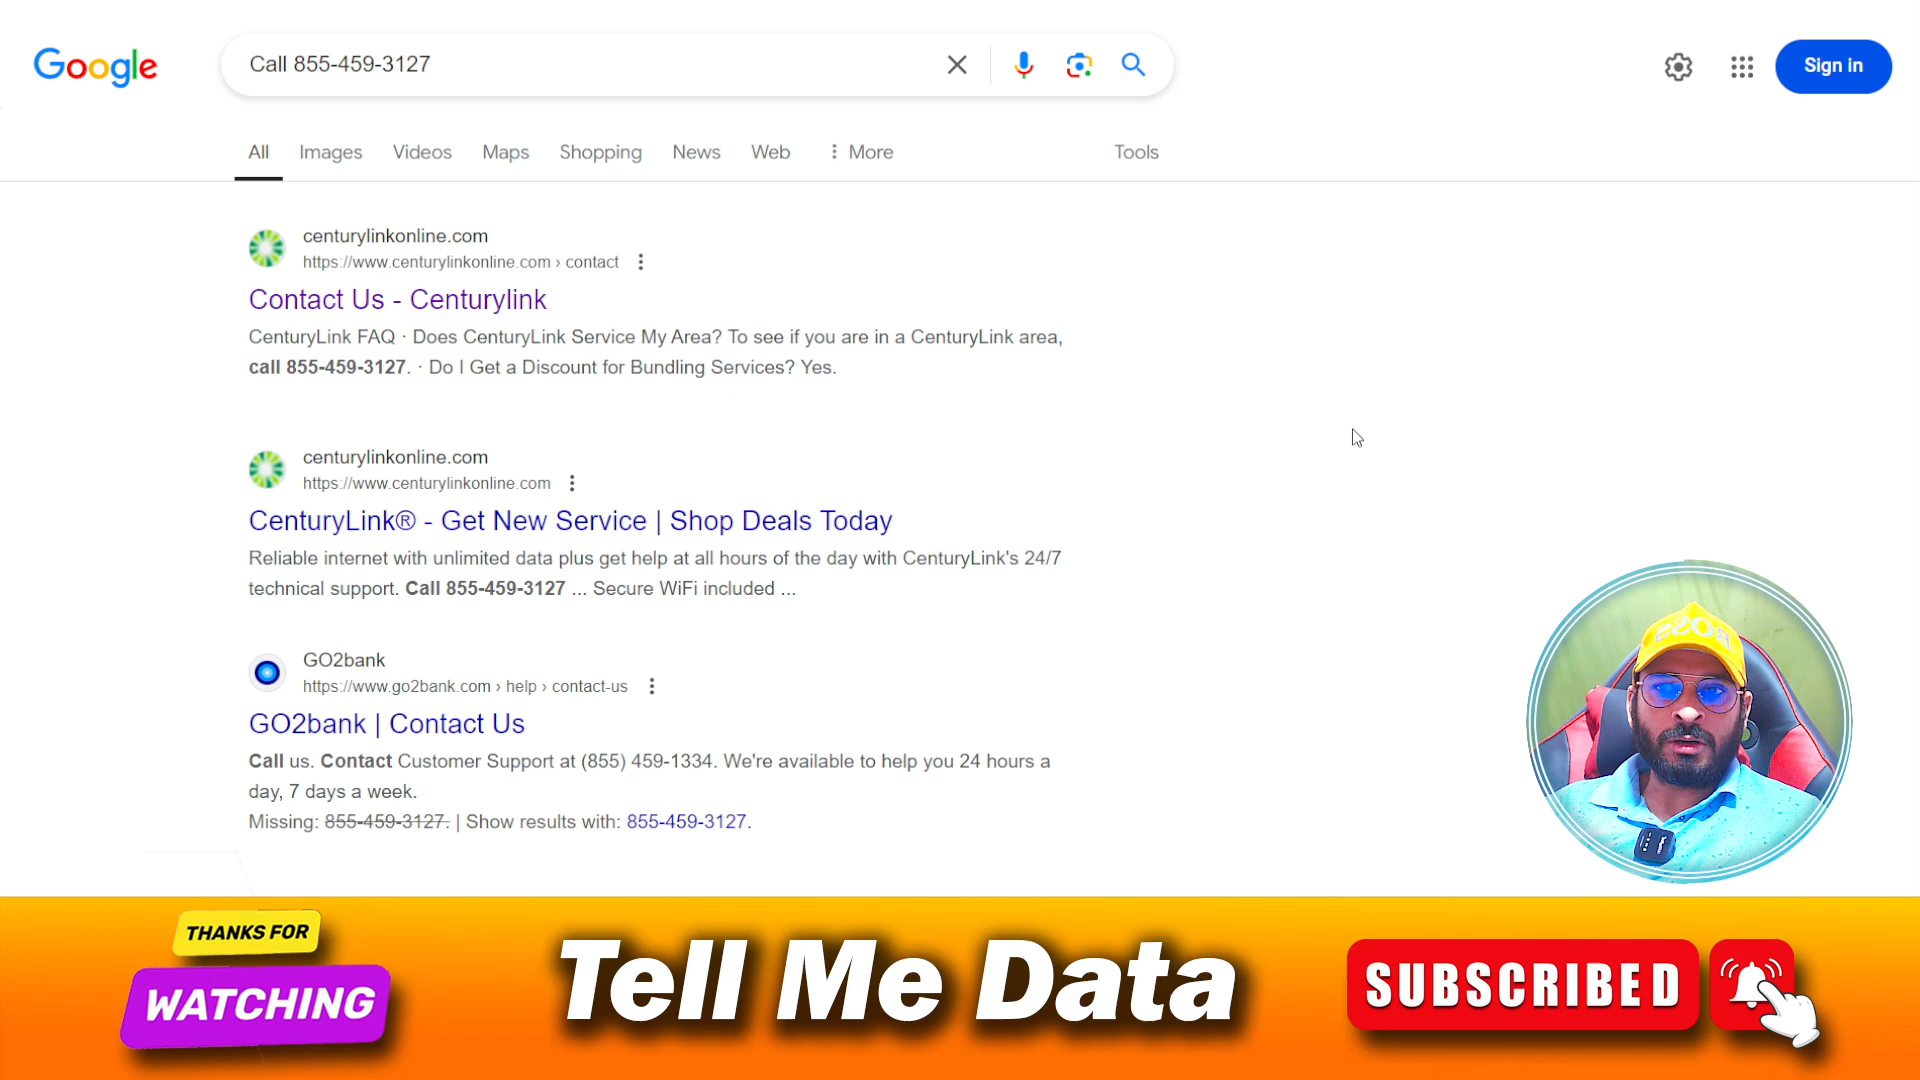 Google
Call 855-459-3127
Sign in
All
Images
Videos
Maps
Shopping
News
Web
More
Tools
centurylinkonline.com
https://www.centurylinkonline.com › contact
Contact Us - Centurylink
CenturyLink FAQ · Does CenturyLink Service My Area? To see if you are in a CenturyLink area,
call 855-459-3127. · Do I Get a Discount for Bundling Services? Yes.
centurylinkonline.com
https://www.centurylinkonline.com
CenturyLink® - Get New Service | Shop Deals Today
Reliable internet with unlimited data plus get help at all hours of the day with CenturyLink's 24/7
technical support. Call 855-459-3127 ... Secure WiFi included ...
GO2bank
https://www.go2bank.com › help › contact-us
GO2bank | Contact Us
Call us. Contact Customer Support at (855) 459-1334. We're available to help you 24 hours a
day, 7 days a week.
Missing: 855-459-3127. | Show results with: 855-459-3127.
BOSS
THANKS FOR
WATCHING
Tell Me Data
SUBSCRIBED